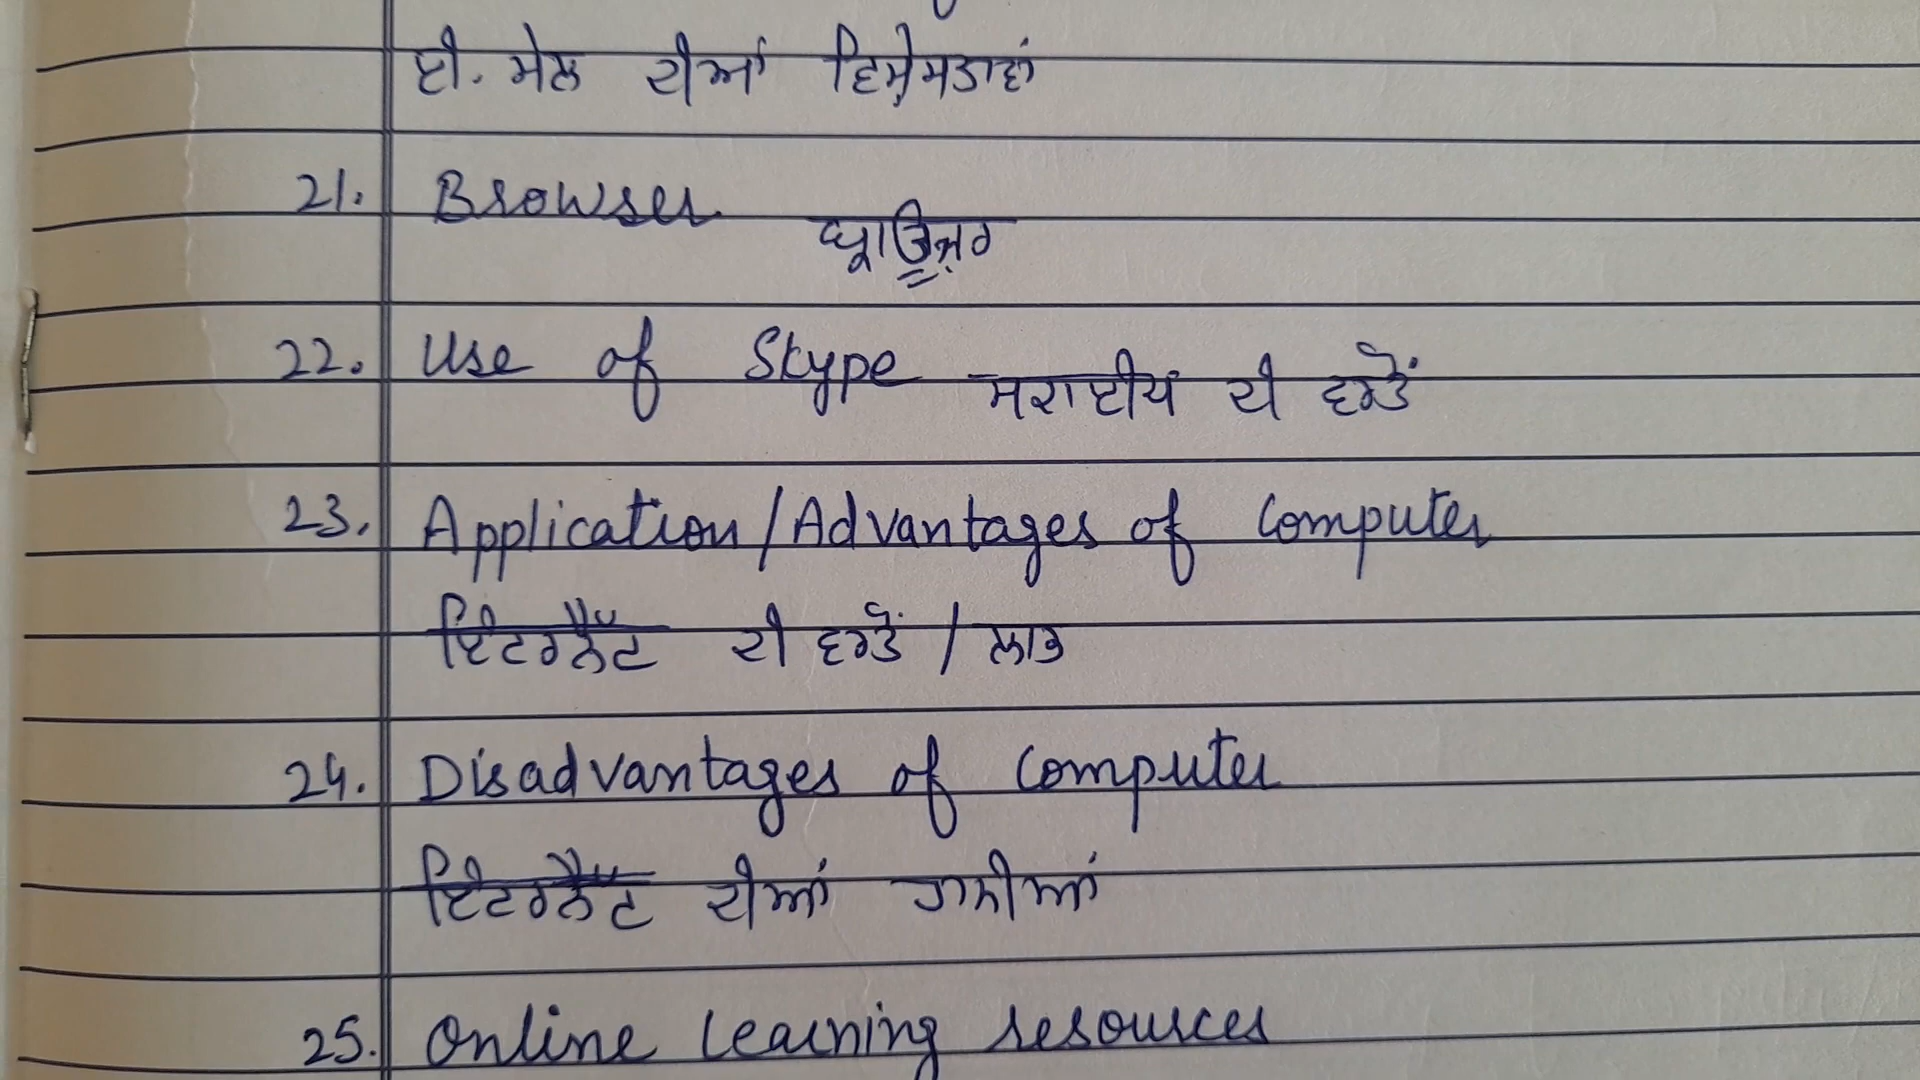 ਈ. ਮੇਲ ਦੀਆਂ ਵਿਸ਼ੇਸਤਾਵਾਂ
21. Browser ਬ੍ਰਾਊਜ਼ਰ
22. Use of Skype ਸਕਾਈਪ ਦੀ ਵਰਤੋਂ
23. Application/Advantages of Computer
ਇੰਟਰਨੈੱਟ ਦੀ ਵਰਤੋਂ / ਲਾਭ
24. Disadvantages of Computer
ਇੰਟਰਨੈੱਟ ਦੀਆਂ ਹਾਨੀਆਂ
25. Online learning resources